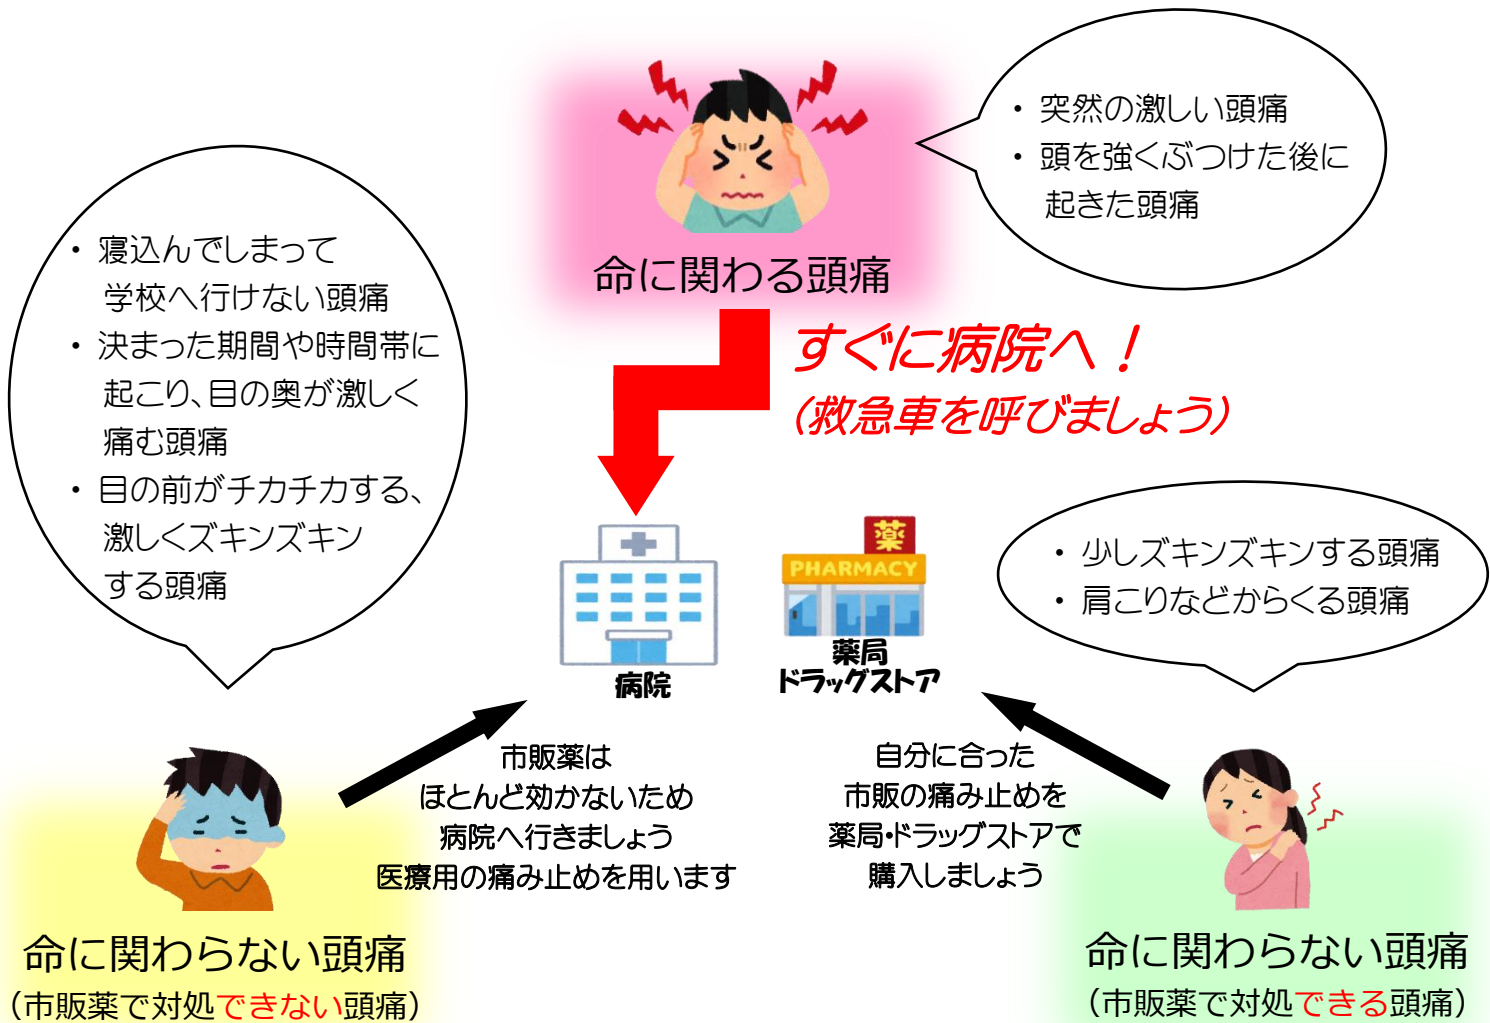 ・ 突然の激しい頭痛
・ 頭を強くぶつけた後に
起きた頭痛
命に関わる頭痛
すぐに病院へ！
（救急車を呼びましょう）
・ 寝込んでしまって
学校へ行けない頭痛
・ 決まった期間や時間帯に
起こり、目の奥が激しく
痛む頭痛
・ 目の前がチカチカする、
激しくズキンズキン
する頭痛
薬
PHARMACY
病院
薬局
ドラッグストア
・ 少しズキンズキンする頭痛
・ 肩こりなどからくる頭痛
市販薬は
ほとんど効かないため
病院へ行きましょう
医療用の痛み止めを用います
自分に合った
市販の痛み止めを
薬局・ドラッグストアで
購入しましょう
命に関わらない頭痛
（市販薬で対処できない頭痛）
命に関わらない頭痛
（市販薬で対処できる頭痛）